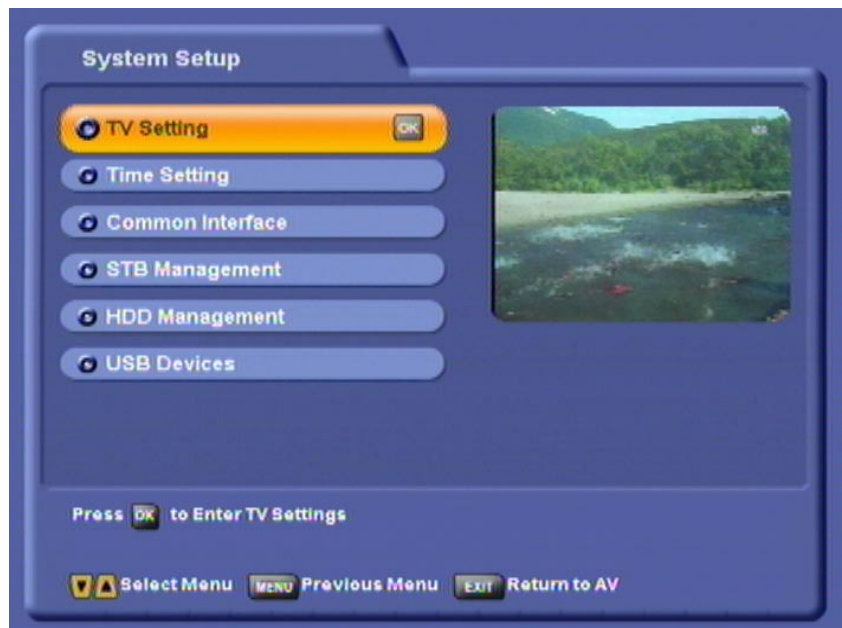 System Setup
TV Setting OK
Time Setting
Common Interface
STB Management
HDD Management
USB Devices
Press OK to Enter TV Settings
Select Menu MENU Previous Menu EXIT Return to AV